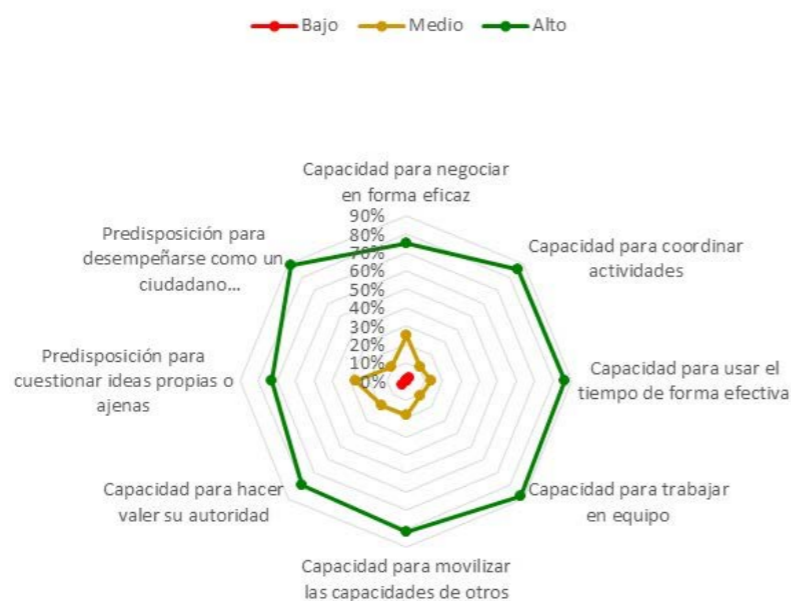 Bajo Medio Alto
Capacidad para negociar
en forma eficaz
90%
80%
70%
60%
50%
40%
30%
20%
10%
0%
Capacidad para coordinar
actividades
Capacidad para usar el
tiempo de forma efectiva
Capacidad para trabajar
en equipo
Capacidad para movilizar
las capacidades de otros
Capacidad para hacer
valer su autoridad
Predisposición para
cuestionar ideas propias o
ajenas
Predisposición para
desempeñarse como un
ciudadano...